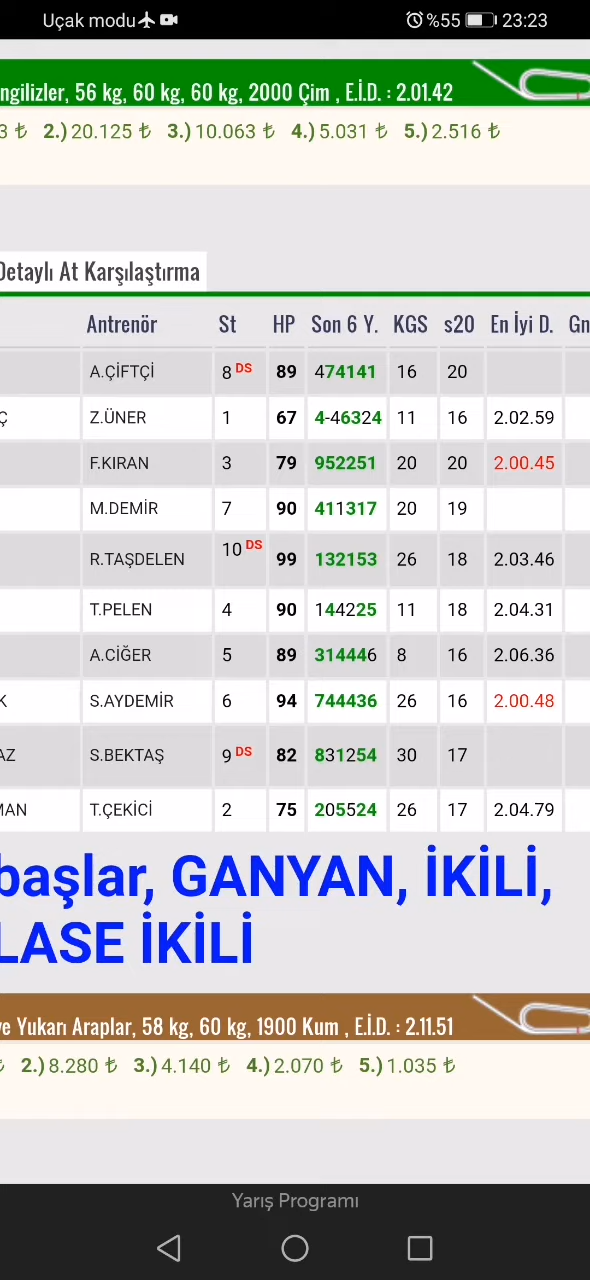 Uçak modu %55 23:23
ngilizler, 56 kg, 60 kg, 60 kg, 2000 Çim , E.İ.D. : 2.01.42
3 ₺ 2.) 20.125 ₺ 3.) 10.063 ₺ 4.) 5.031 ₺ 5.) 2.516 ₺
Detaylı At Karşılaştırma
Antrenör St HP Son 6 Y. KGS s20 En İyi D. Gn
A.ÇİFTÇİ 8 DS 89 474141 16 20
Ç Z.ÜNER 1 67 4-46324 11 16 2.02.59
F.KIRAN 3 79 952251 20 20 2.00.45
M.DEMİR 7 90 411317 20 19
R.TAŞDELEN 10 DS 99 132153 26 18 2.03.46
T.PELEN 4 90 144225 11 18 2.04.31
A.CİĞER 5 89 314446 8 16 2.06.36
K S.AYDEMİR 6 94 744436 26 16 2.00.48
AZ S.BEKTAŞ 9 DS 82 831254 30 17
MAN T.ÇEKİCİ 2 75 205524 26 17 2.04.79
başlar, GANYAN, İKİLİ,
LASE İKİLİ
ve Yukarı Araplar, 58 kg, 60 kg, 1900 Kum , E.İ.D. : 2.11.51
₺ 2.) 8.280 ₺ 3.) 4.140 ₺ 4.) 2.070 ₺ 5.) 1.035 ₺
Yarış Programı